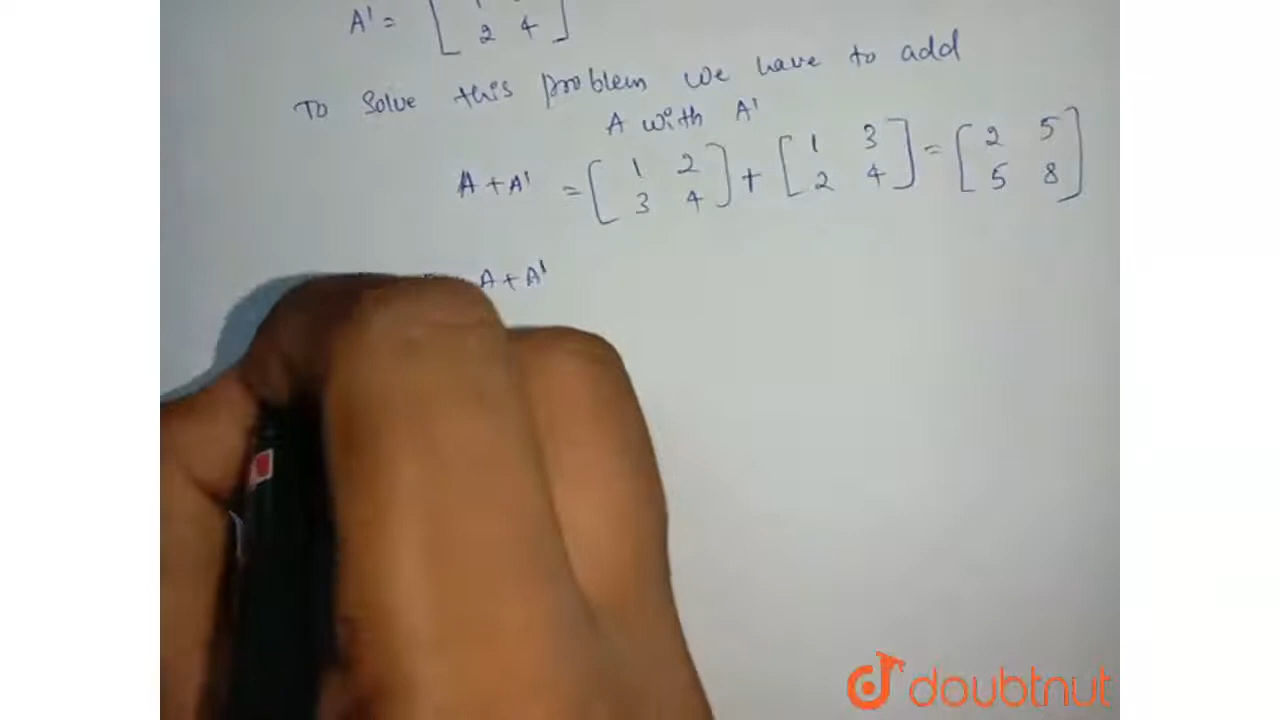 A' = [ 2 4 ]
To solve this problem we have to add
A with A'
A + A' = [ 1 2 3 4 ] + [ 1 3 2 4 ] = [ 2 5 5 8 ]
A + A'
doubtnut